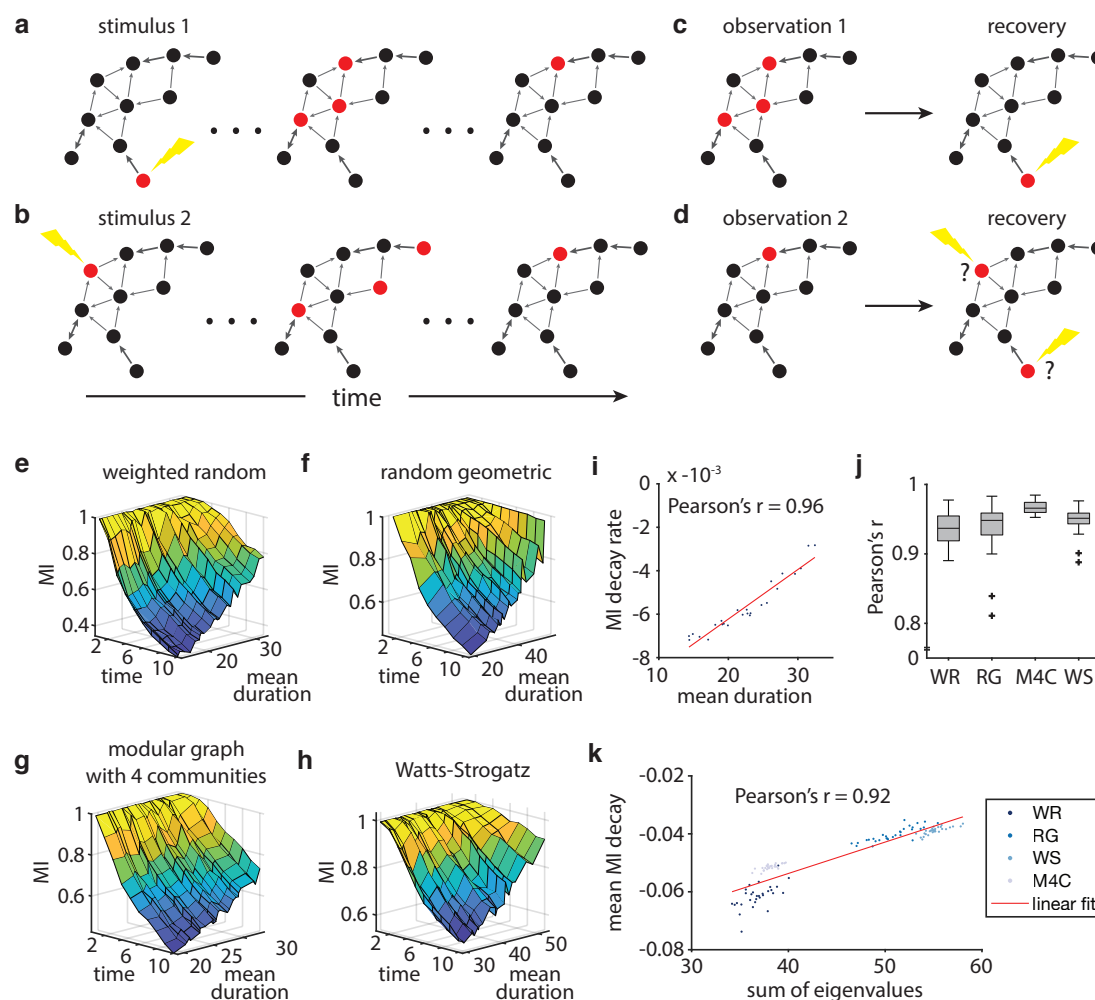 a stimulus 1
c observation 1 recovery
b stimulus 2
d observation 2 recovery
? ?
time
e weighted random
MI
1
0.8
0.6
0.4
2 6 10
time
20 30
mean
duration
f random geometric
MI
1
0.8
0.6
2 6 10
time
20 40
mean
duration
i
x -10⁻³
Pearson's r = 0.96
MI decay rate
0
-2
-4
-6
-8
10 20 30 40
mean duration
j
Pearson's r
1
0.9
0.8
0
WR RG M4C WS
g modular graph
with 4 communities
MI
1
0.8
0.6
2 6 10
time
20 25 30
mean
duration
h Watts-Strogatz
MI
1
0.8
0.6
2 6 10
time
30 40 50
mean
duration
k
Pearson's r = 0.92
mean MI decay
-0.02
-0.04
-0.06
-0.08
30 40 50 60
sum of eigenvalues
WR
RG
WS
M4C
linear fit